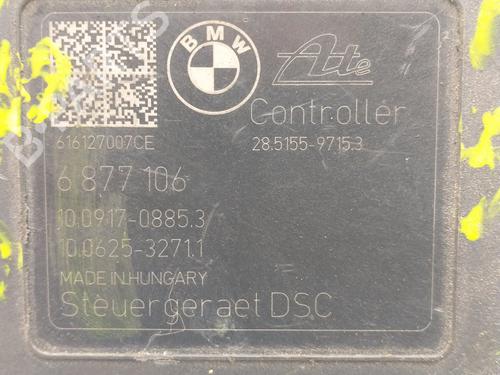 BMW
Ate
Controller
616127007CE
28.5155-9715.3
6 877 106
10.0917-0885.3
10.0625-3271.1
MADE IN HUNGARY
Steuergeraet DSC